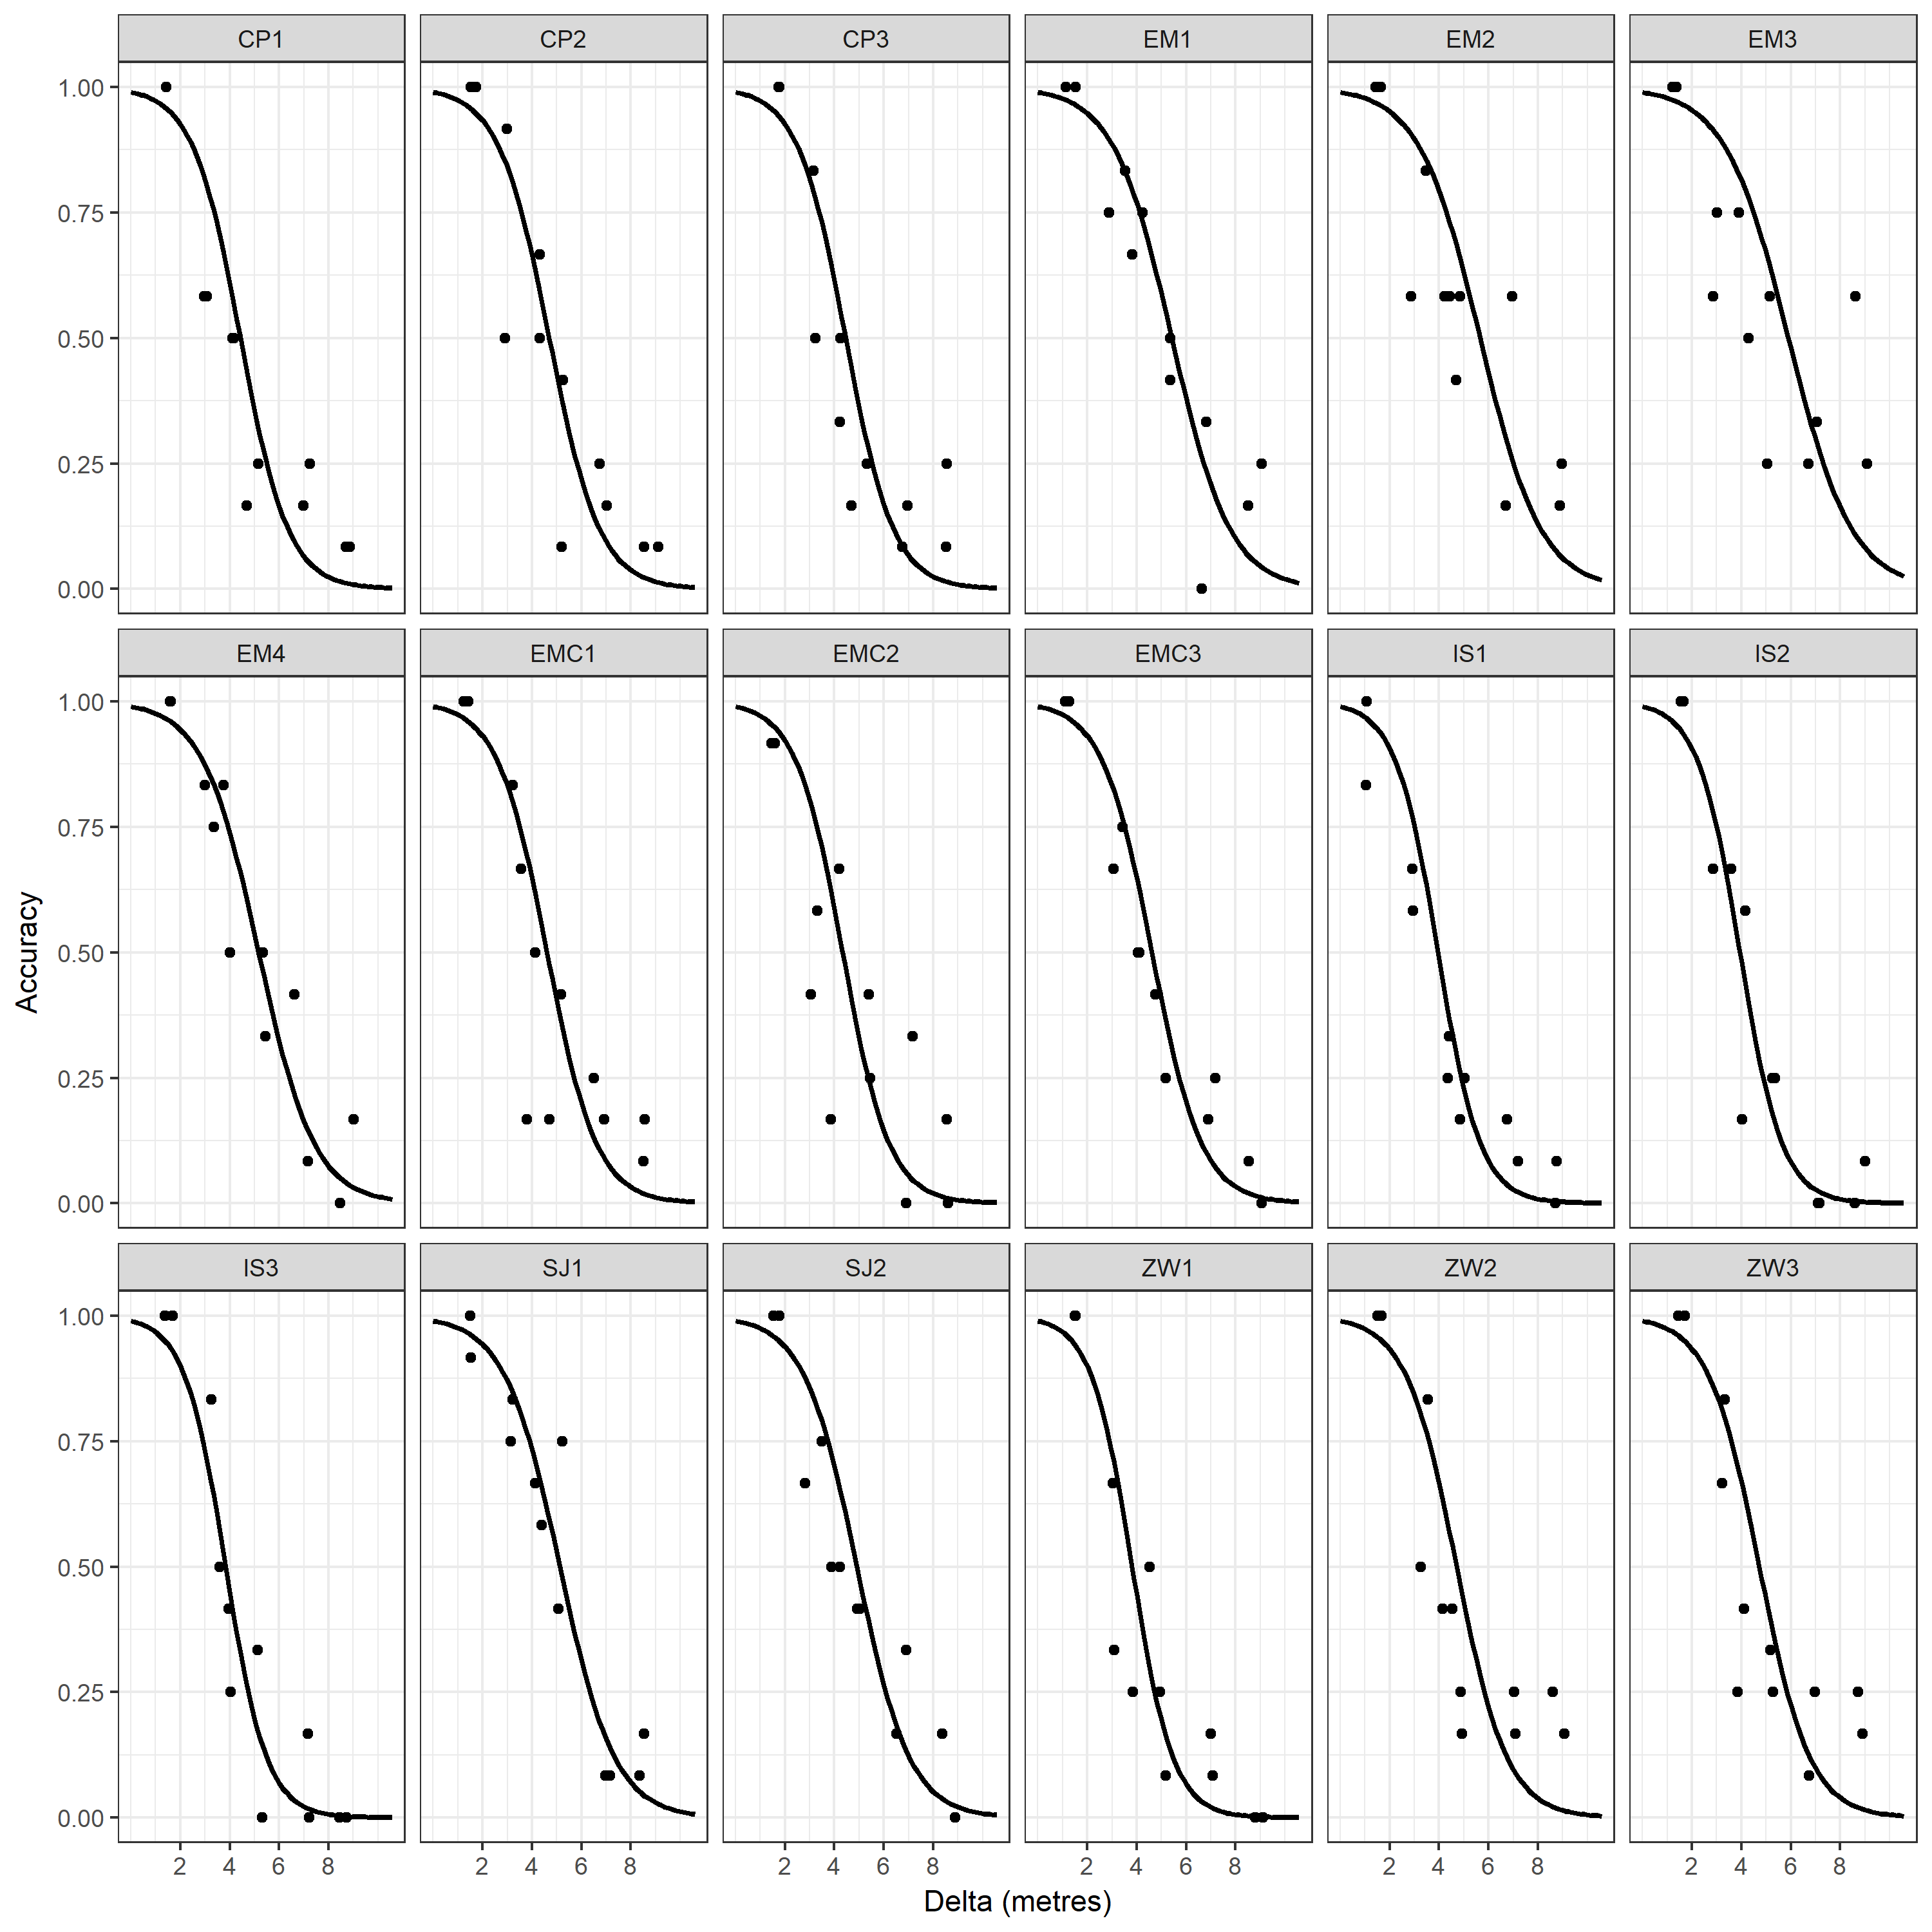 CP1 CP2 CP3 EM1 EM2 EM3
1.00
0.75
0.50
0.25
0.00
EM4 EMC1 EMC2 EMC3 IS1 IS2
1.00
0.75
0.50
0.25
0.00
Accuracy
IS3 SJ1 SJ2 ZW1 ZW2 ZW3
1.00
0.75
0.50
0.25
0.00
2 4 6 8 2 4 6 8 2 4 6 8 2 4 6 8 2 4 6 8 2 4 6 8
Delta (metres)